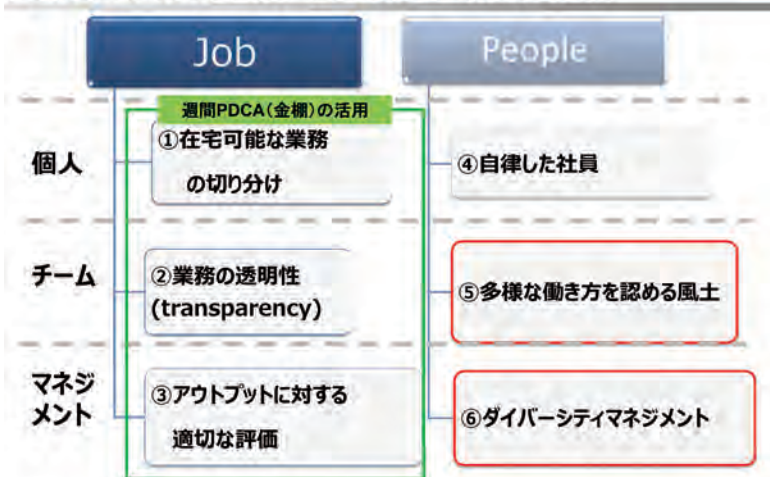 Job
People
週間PDCA(金棚)の活用
個人
①在宅可能な業務
の切り分け
④自律した社員
チーム
②業務の透明性
(transparency)
⑤多様な働き方を認める風土
マネジ
メント
③アウトプットに対する
適切な評価
⑥ダイバーシティマネジメント